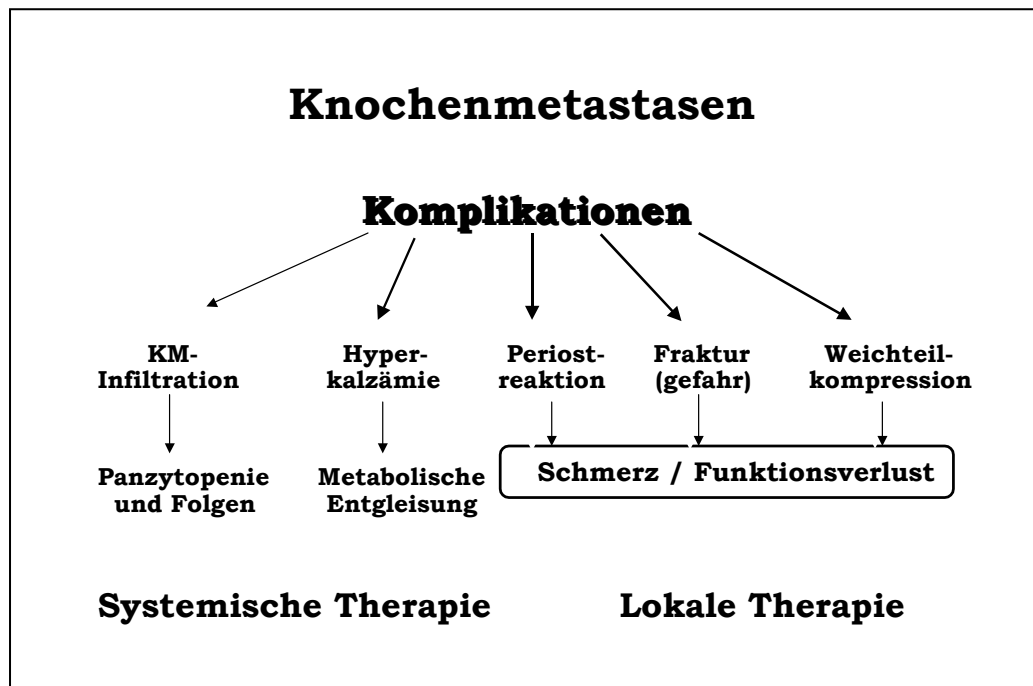 Knochenmetastasen
Komplikationen
KM-
Infiltration
Hyper-
kalzämie
Periost-
reaktion
Fraktur
(gefahr)
Weichteil-
kompression
Panzytopenie
und Folgen
Metabolische
Entgleisung
Schmerz / Funktionsverlust
Systemische Therapie
Lokale Therapie